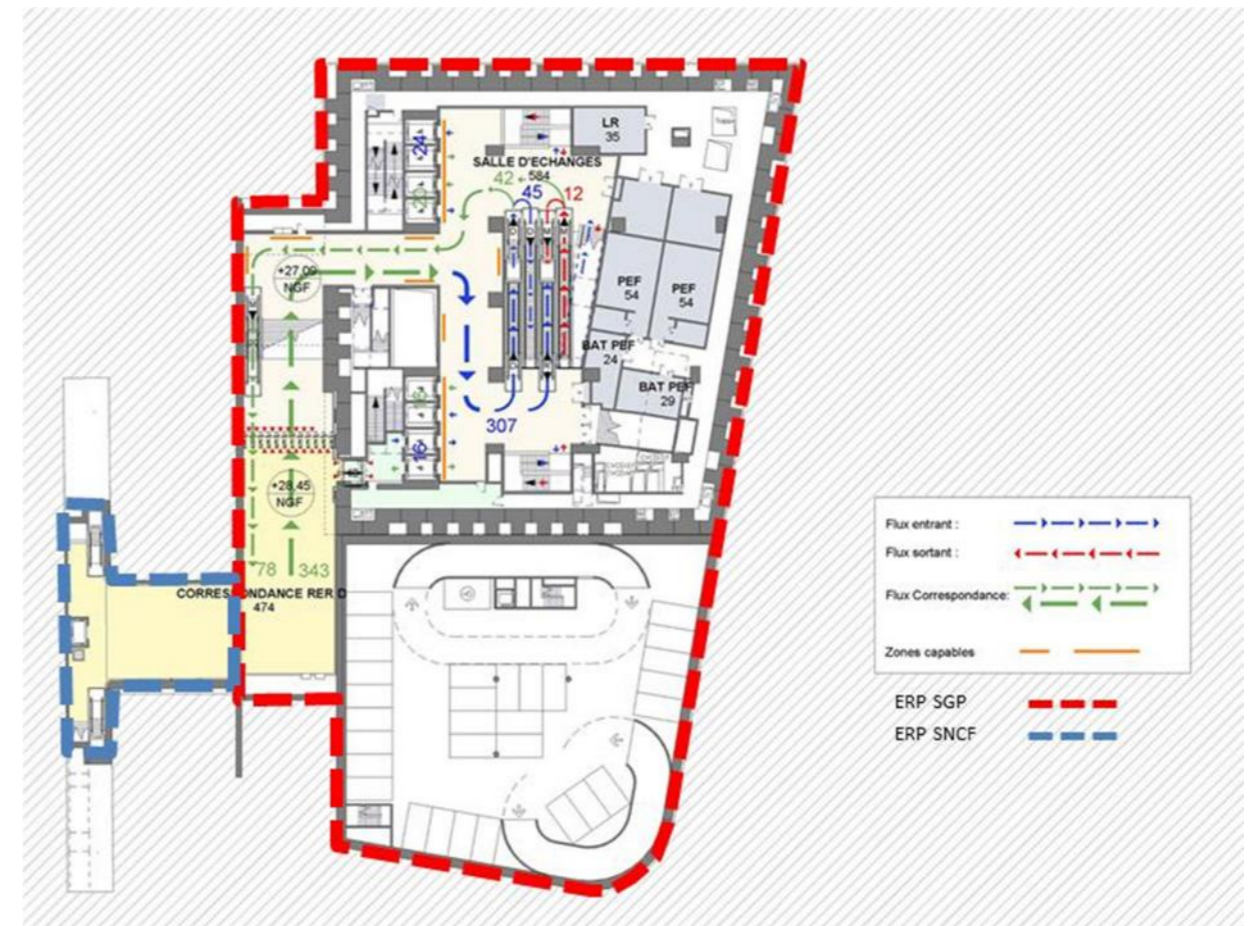 LR
35
24
SALLE D'ECHANGES
584
42
45
12
+27,09
NGF
PEF
54
PEF
54
BAT PEF
24
BAT PEF
29
307
16
+28,45
NGF
78
343
CORRESPONDANCE RER D
474
Flux entrant :
Flux sortant :
Flux Correspondance:
Zones capables
ERP SGP
ERP SNCF